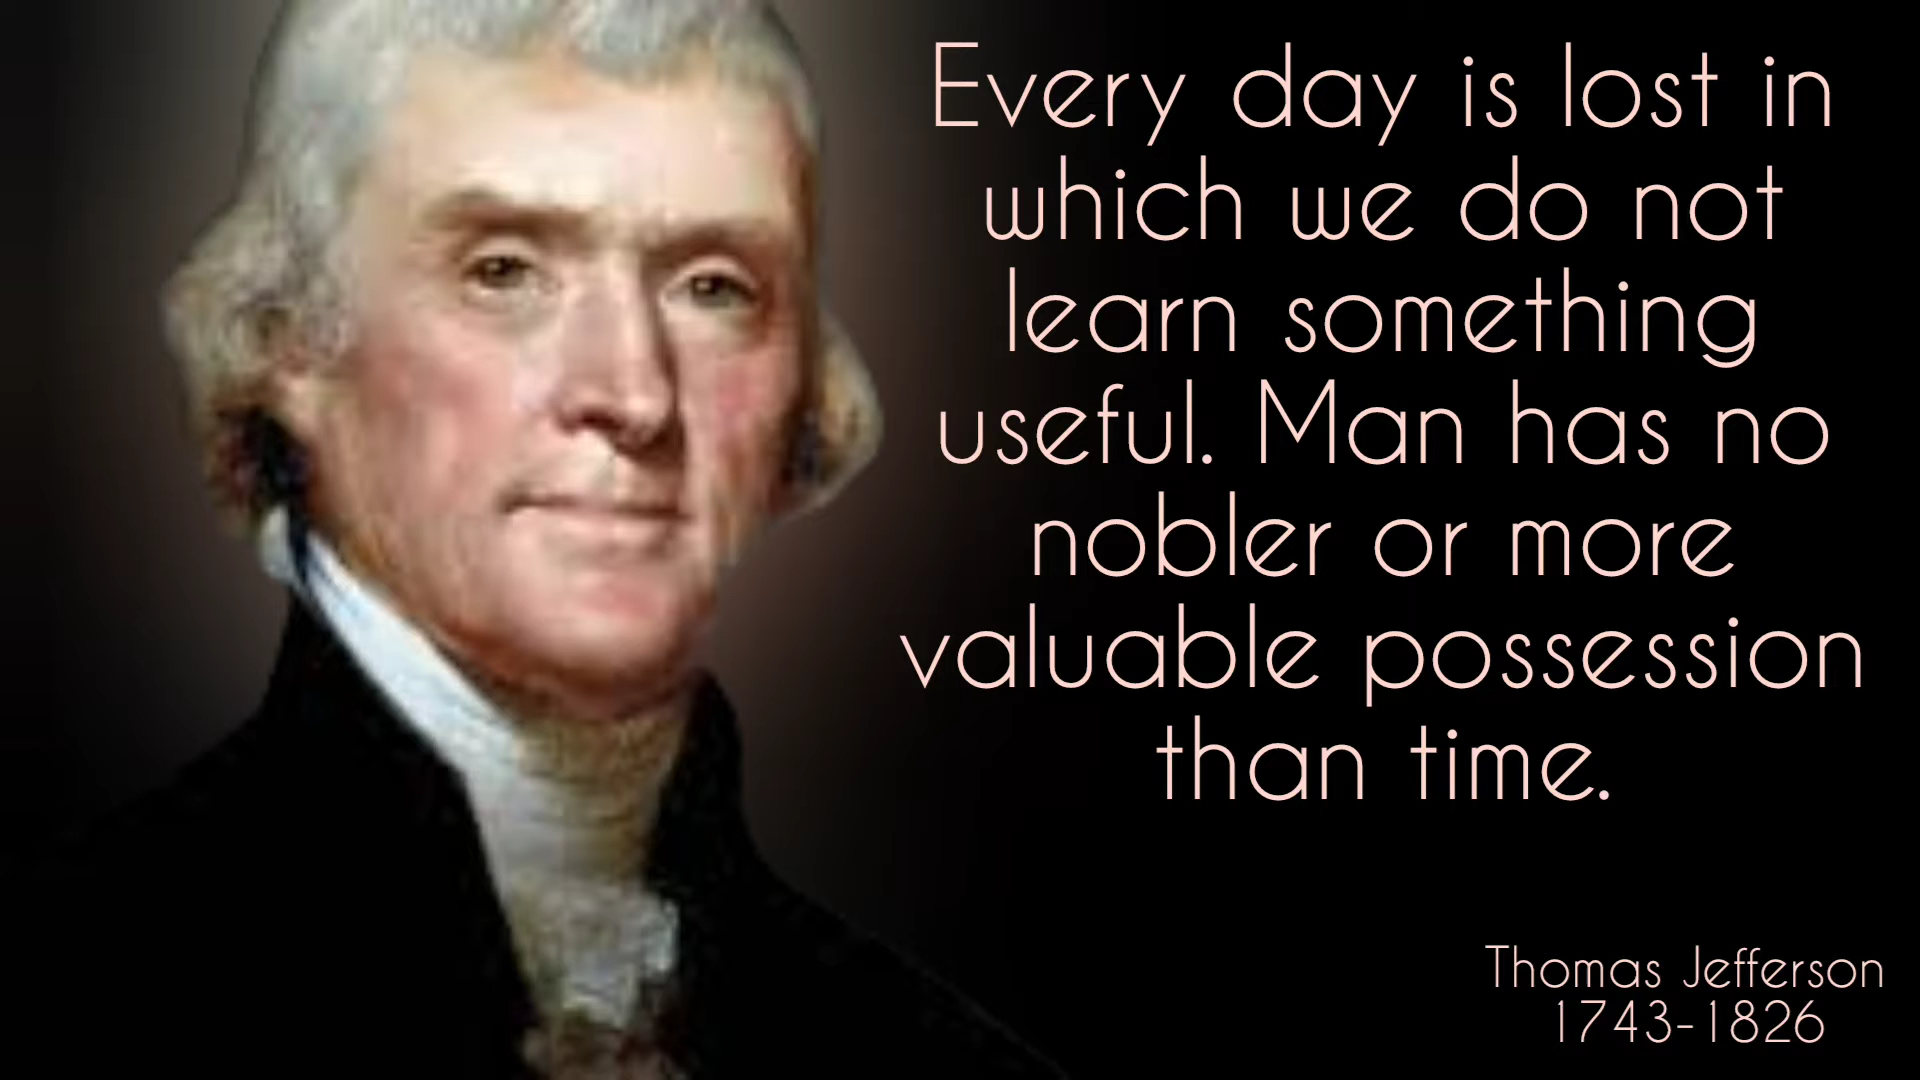 Every day is lost in
which we do not
learn something
useful. Man has no
nobler or more
valuable possession
than time.
Thomas Jefferson
1743-1826